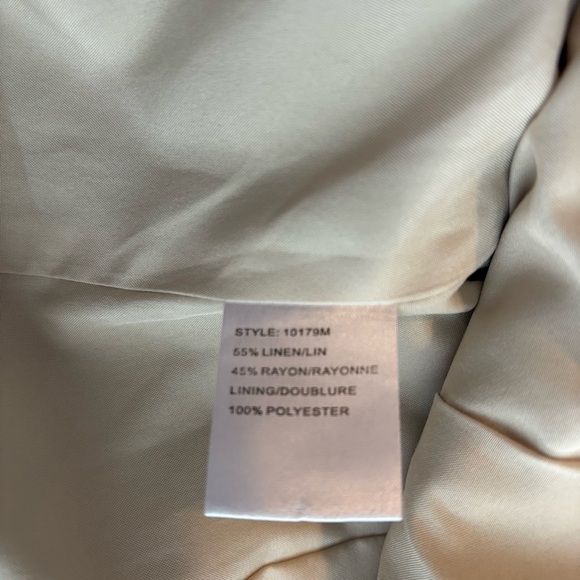 STYLE: 10179M
55% LINEN/LIN
45% RAYON/RAYONNE
LINING/DOUBLURE
100% POLYESTER